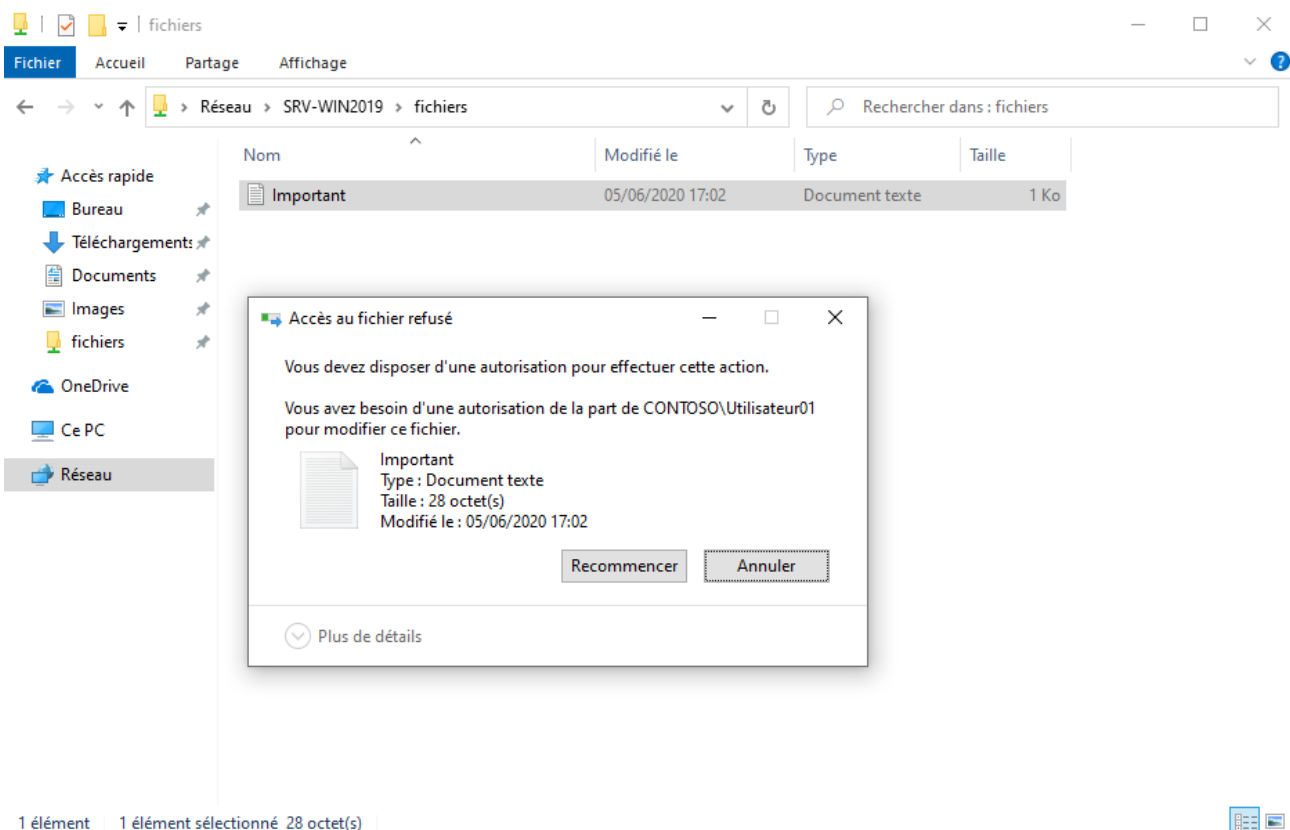 fichiers
Fichier Accueil Partage Affichage
Réseau SRV-WIN2019 fichiers Rechercher dans : fichiers
Nom Modifié le Type Taille
Accès rapide
Important 05/06/2020 17:02 Document texte 1 Ko
Bureau
Téléchargements
Documents
Images
fichiers
OneDrive
Ce PC
Réseau
Accès au fichier refusé
Vous devez disposer d'une autorisation pour effectuer cette action.
Vous avez besoin d'une autorisation de la part de CONTOSO\Utilisateur01
pour modifier ce fichier.
Important
Type : Document texte
Taille : 28 octet(s)
Modifié le : 05/06/2020 17:02
Recommencer Annuler
Plus de détails
1 élément 1 élément sélectionné 28 octet(s)